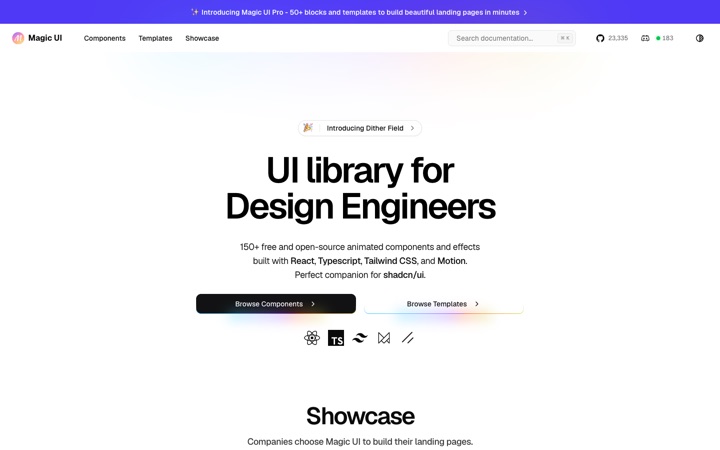 ✨ Introducing Magic UI Pro - 50+ blocks and templates to build beautiful landing pages in minutes
Magic UI
Components
Templates
Showcase
Search documentation...
⌘ K
23,335
183
🎉 Introducing Dither Field
UI library for
Design Engineers
150+ free and open-source animated components and effects
built with React, Typescript, Tailwind CSS, and Motion.
Perfect companion for shadcn/ui.
Browse Components
Browse Templates
TS
Showcase
Companies choose Magic UI to build their landing pages.